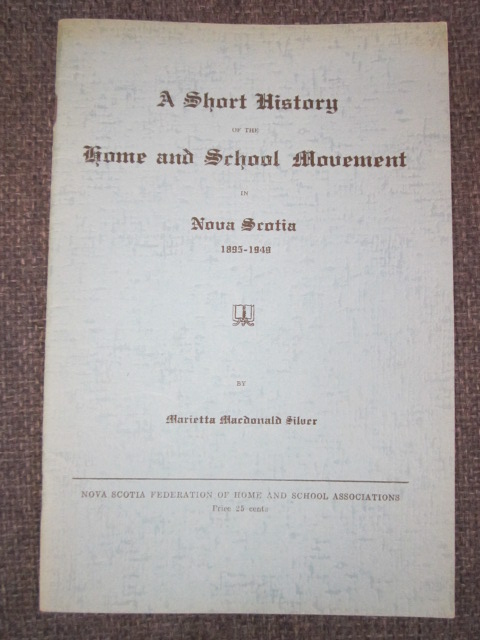 A Short History
OF THE
Home and School Movement
IN
Nova Scotia
1895-1949
BY
Marietta Macdonald Silver
NOVA SCOTIA FEDERATION OF HOME AND SCHOOL ASSOCIATIONS
Price 25 cents